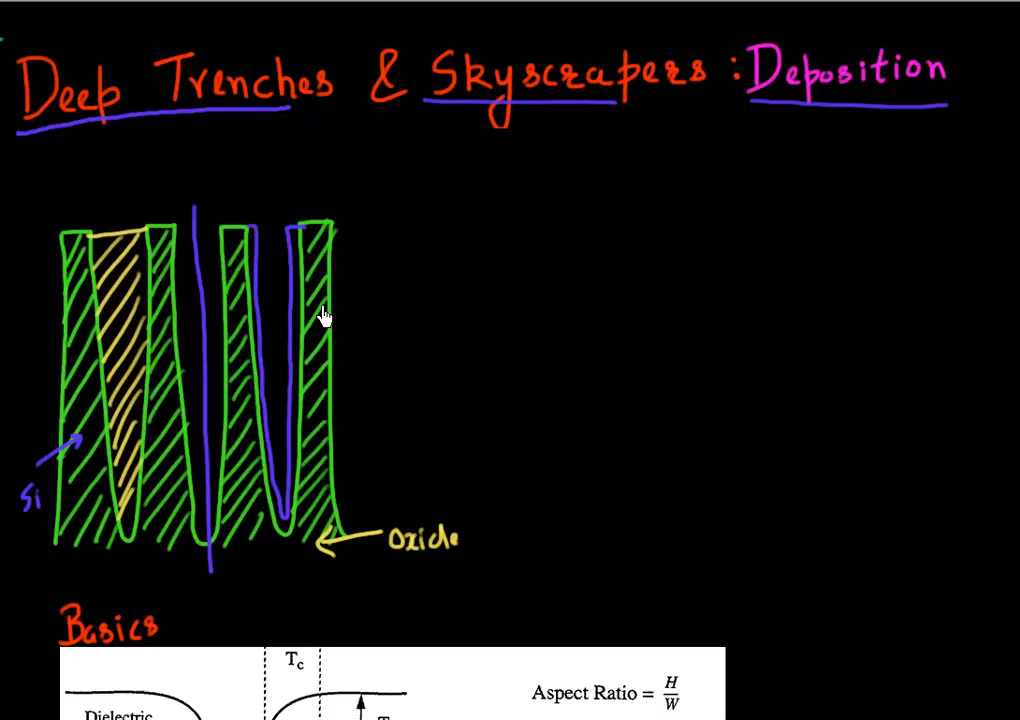 Deep Trenches & Skyscrapers : Deposition
Si
Oxide
Basics
Tc
Aspect Ratio = H/W
Dielectric
T